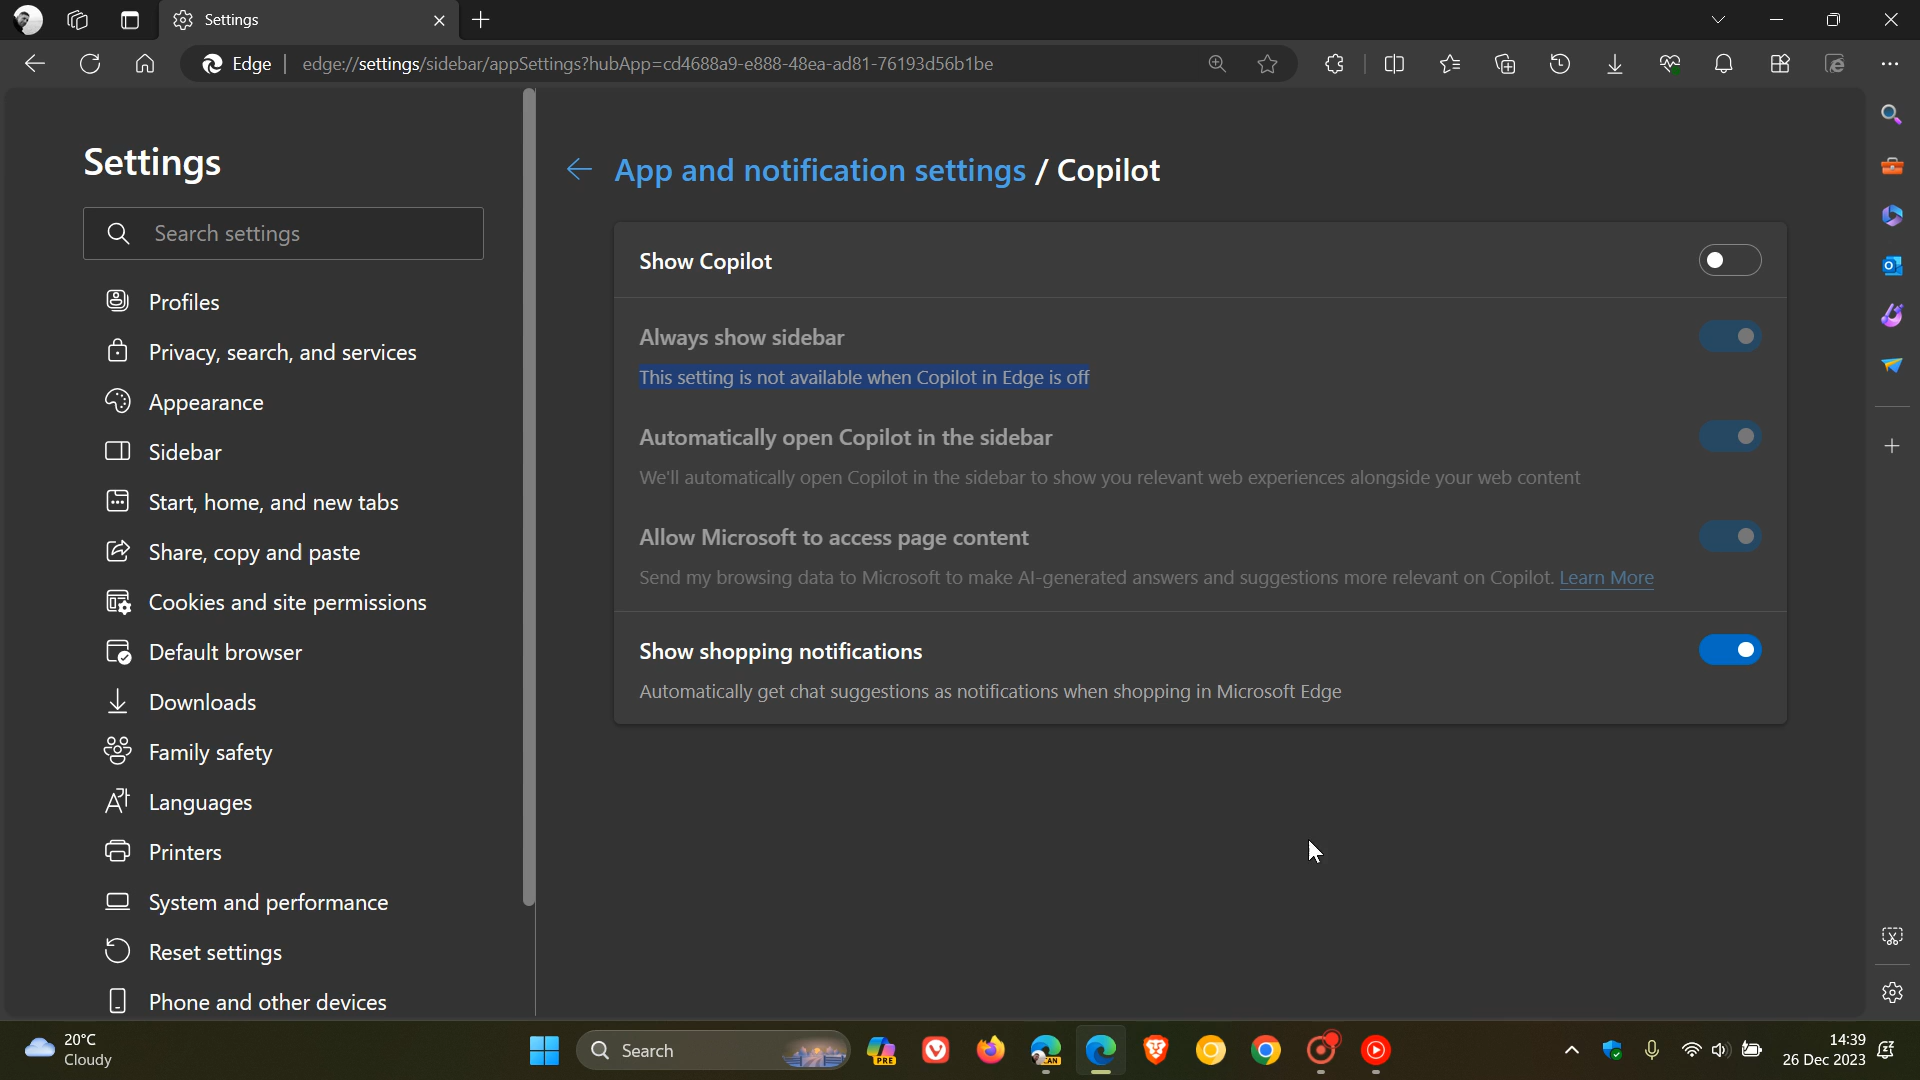 Settings
Edge
edge://settings/sidebar/appSettings?hubApp=cd4688a9-e888-48ea-ad81-76193d56b1be
Settings
Search settings
Profiles
Privacy, search, and services
Appearance
Sidebar
Start, home, and new tabs
Share, copy and paste
Cookies and site permissions
Default browser
Downloads
Family safety
Languages
Printers
System and performance
Reset settings
Phone and other devices
App and notification settings / Copilot
Show Copilot
Always show sidebar
This setting is not available when Copilot in Edge is off
Automatically open Copilot in the sidebar
We'll automatically open Copilot in the sidebar to show you relevant web experiences alongside your web content
Allow Microsoft to access page content
Send my browsing data to Microsoft to make AI-generated answers and suggestions more relevant on Copilot. Learn More
Show shopping notifications
Automatically get chat suggestions as notifications when shopping in Microsoft Edge
20°C
Cloudy
Search
PRE
CAN
14:39
26 Dec 2023